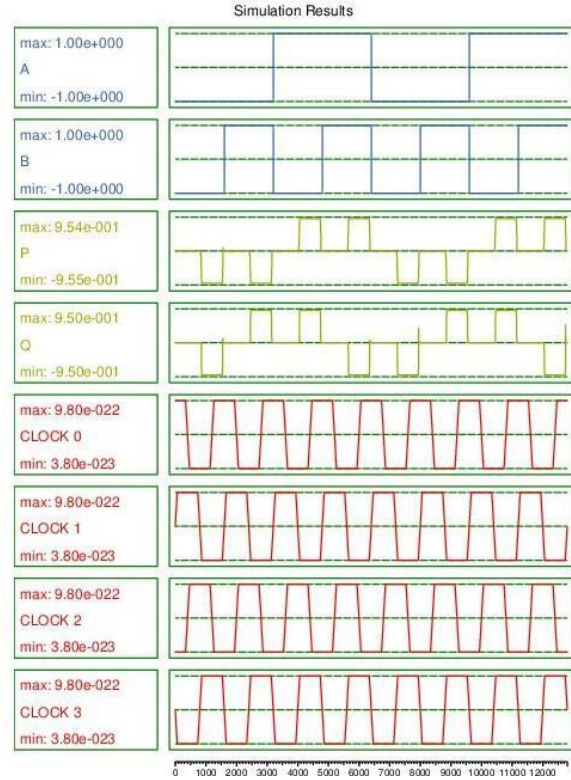 Simulation Results
max: 1.00e+000
A
min: -1.00e+000
max: 1.00e+000
B
min: -1.00e+000
max: 9.54e-001
P
min: -9.55e-001
max: 9.50e-001
Q
min: -9.50e-001
max: 9.80e-022
CLOCK 0
min: 3.80e-023
max: 9.80e-022
CLOCK 1
min: 3.80e-023
max: 9.80e-022
CLOCK 2
min: 3.80e-023
max: 9.80e-022
CLOCK 3
min: 3.80e-023
0 1000 2000 3000 4000 5000 6000 7000 8000 9000 10000 11000 12000